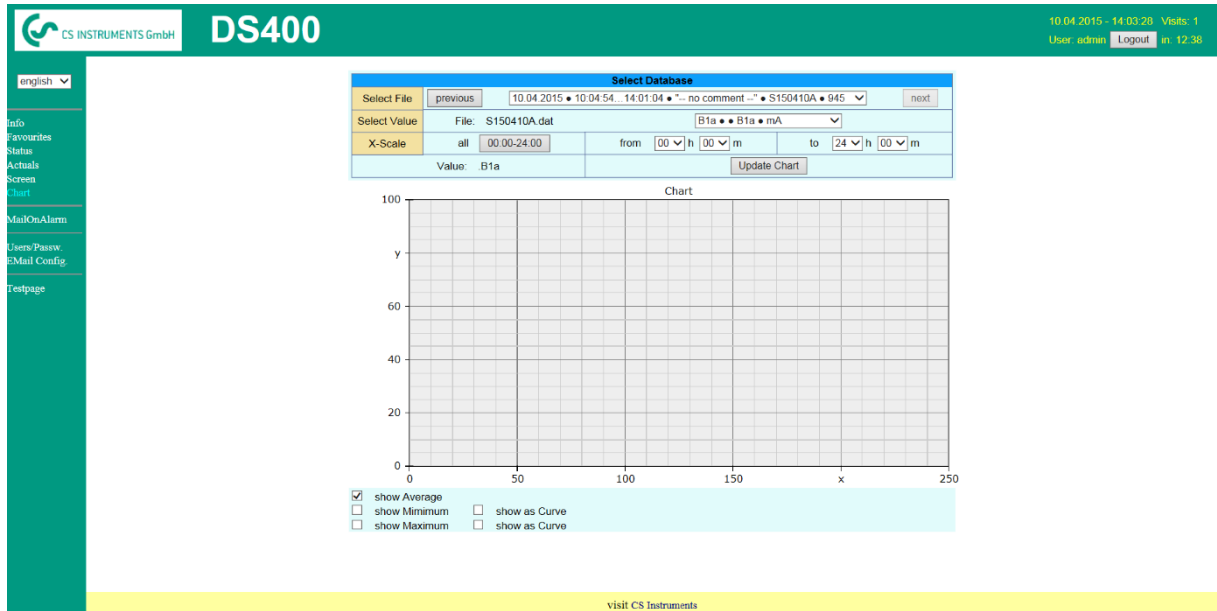 CS INSTRUMENTS GmbH
DS400
10.04.2015 - 14:03:28 Visits: 1
User: admin Logout in: 12:38
english
Info
Favourites
Status
Actuals
Screen
Chart
MailOnAlarm
Users/Passw.
EMail Config.
Testpage
Select Database
Select File previous 10.04.2015 ● 10:04:54...14:01:04 ● "-- no comment --" ● S150410A ● 945 next
Select Value File: S150410A.dat B1a ● ● B1a ● mA
X-Scale all 00:00-24:00 from 00 h 00 m to 24 h 00 m
Value: .B1a Update Chart
Chart
100
y
60
40
20
0
0 50 100 150 x 250
show Average
show Mimimum show as Curve
show Maximum show as Curve
visit CS Instruments